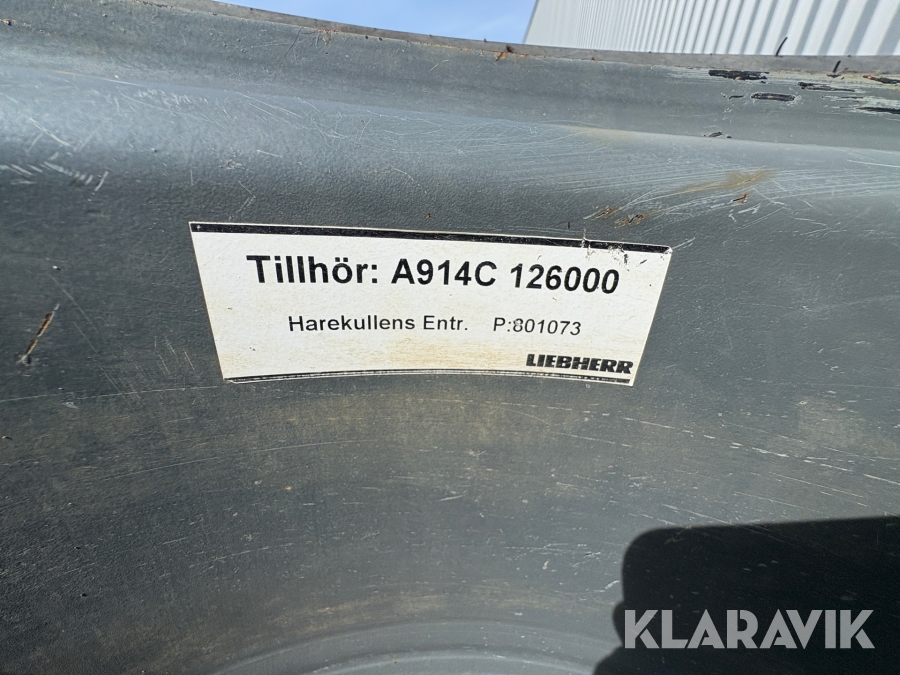 Tillhör: A914C 126000
Harekullens Entr. P:801073
LIEBHERR
KLARAVIK